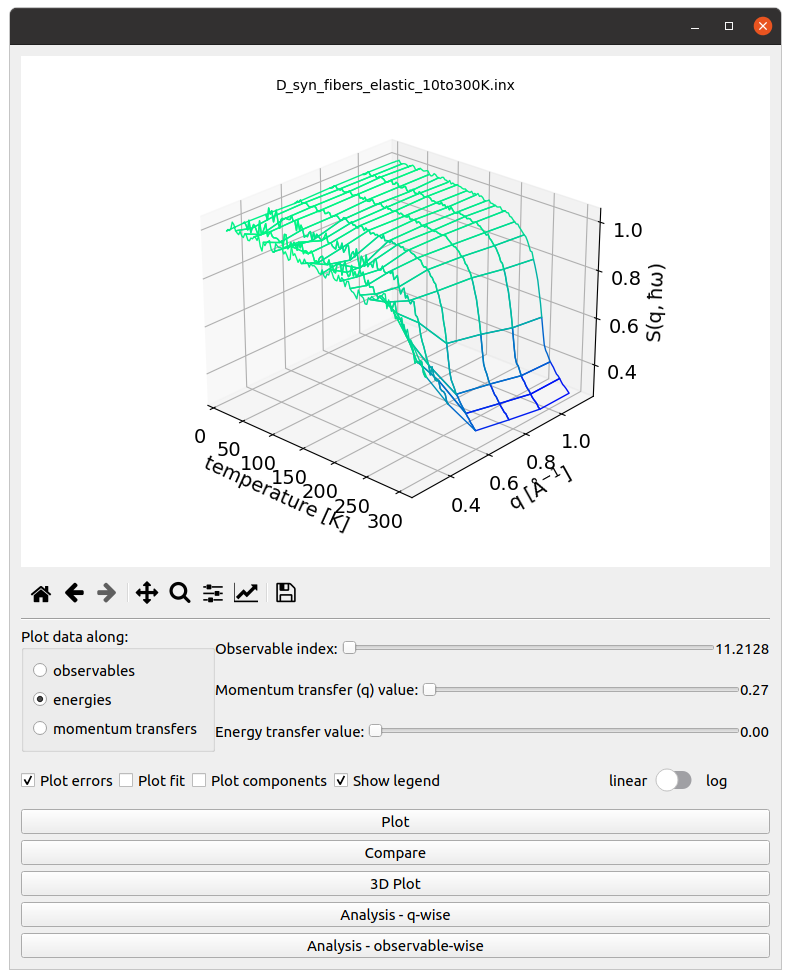 D_syn_fibers_elastic_10to300K.inx
1.0
0.8
0.6
0.4
S(q, ħω)
0
50
100
150
200
250
300
temperature [K]
0.4
0.6
0.8
1.0
q [Å⁻¹]
Plot data along:
observables
energies
momentum transfers
Observable index: 11.2128
Momentum transfer (q) value: 0.27
Energy transfer value: 0.00
Plot errors Plot fit Plot components Show legend linear log
Plot
Compare
3D Plot
Analysis - q-wise
Analysis - observable-wise